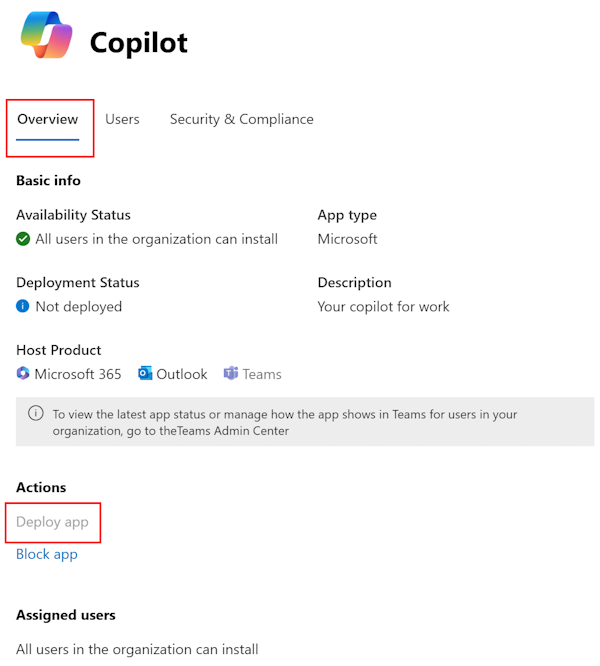 Copilot
Overview Users Security & Compliance
Basic info
Availability Status App type
All users in the organization can install Microsoft
Deployment Status Description
Not deployed Your copilot for work
Host Product
Microsoft 365 Outlook Teams
To view the latest app status or manage how the app shows in Teams for users in your
organization, go to theTeams Admin Center
Actions
Deploy app
Block app
Assigned users
All users in the organization can install